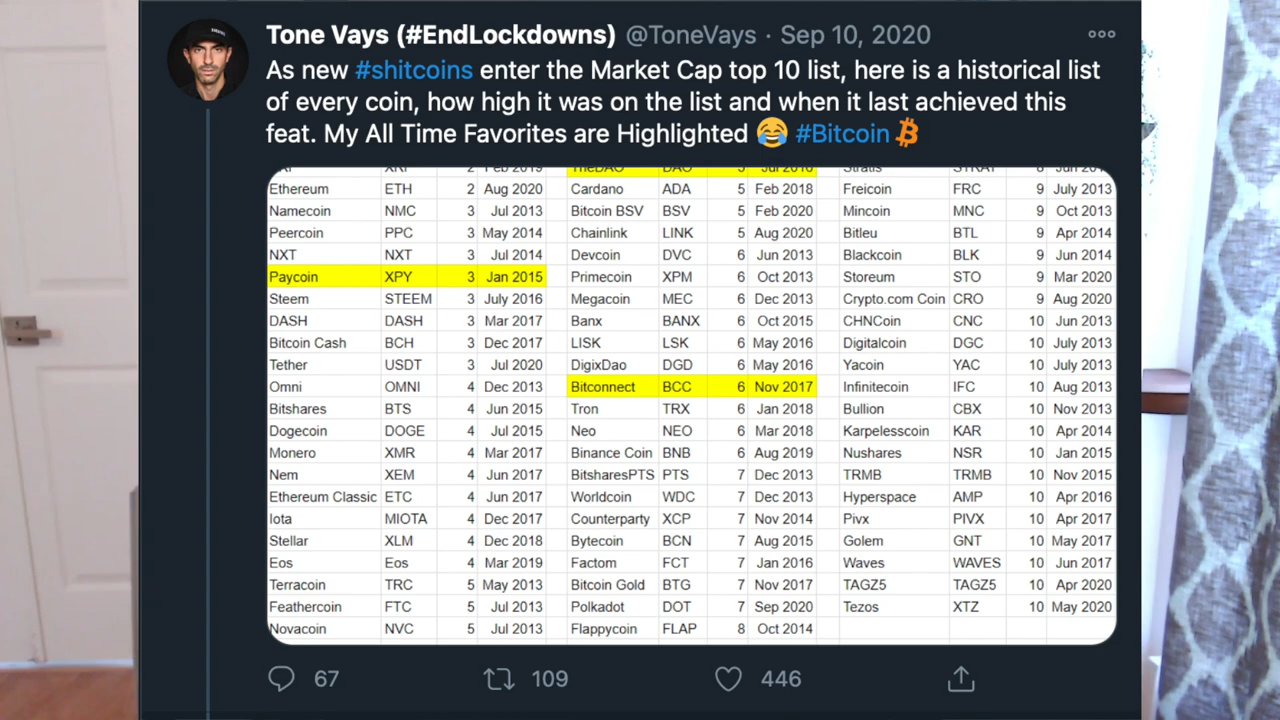 Tone Vays (#EndLockdowns) @ToneVays · Sep 10, 2020
As new #shitcoins enter the Market Cap top 10 list, here is a historical list
of every coin, how high it was on the list and when it last achieved this
feat. My All Time Favorites are Highlighted 😂 #Bitcoin
XRP 2 Feb 2019 TheDAO DAO 5 Jul 2016 Stratis STRAT 8 Jun
Ethereum ETH 2 Aug 2020 Cardano ADA 5 Feb 2018 Freicoin FRC 9 July 2013
Namecoin NMC 3 Jul 2013 Bitcoin BSV BSV 5 Feb 2020 Mincoin MNC 9 Oct 2013
Peercoin PPC 3 May 2014 Chainlink LINK 5 Aug 2020 Bitleu BTL 9 Apr 2014
NXT NXT 3 Jul 2014 Devcoin DVC 6 Jun 2013 Blackcoin BLK 9 Jun 2014
Paycoin XPY 3 Jan 2015 Primecoin XPM 6 Oct 2013 Storeum STO 9 Mar 2020
Steem STEEM 3 July 2016 Megacoin MEC 6 Dec 2013 Crypto.com Coin CRO 9 Aug 2020
DASH DASH 3 Mar 2017 Banx BANX 6 Oct 2015 CHNCoin CNC 10 Jun 2013
Bitcoin Cash BCH 3 Dec 2017 LISK LSK 6 May 2016 Digitalcoin DGC 10 July 2013
Tether USDT 3 Jul 2020 DigixDao DGD 6 May 2016 Yacoin YAC 10 Jul 2013
Omni OMNI 4 Dec 2013 Bitconnect BCC 6 Nov 2017 Infinitecoin IFC 10 Aug 2013
Bitshares BTS 4 Jun 2015 Tron TRX 6 Jan 2018 Bullion CBX 10 Nov 2013
Dogecoin DOGE 4 Jul 2015 Neo NEO 6 Mar 2018 Karpelesscoin KAR 10 Apr 2014
Monero XMR 4 Mar 2017 Binance Coin BNB 6 Aug 2019 Nushares NSR 10 Jan 2015
Nem XEM 4 Jun 2017 BitsharesPTS PTS 7 Dec 2013 TRMB TRMB 10 Nov 2015
Ethereum Classic ETC 4 Jun 2017 Worldcoin WDC 7 Dec 2013 Hyperspace AMP 10 Apr 2016
Iota MIOTA 4 Dec 2017 Counterparty XCP 7 Nov 2014 Pivx PIVX 10 Apr 2017
Stellar XLM 4 Dec 2018 Bytecoin BCN 7 Aug 2015 Golem GNT 10 May 2017
Eos Eos 4 Mar 2019 Factom FCT 7 Jan 2016 Waves WAVES 10 Jun 2017
Terracoin TRC 5 May 2013 Bitcoin Gold BTG 7 Nov 2017 TAGZ5 TAGZ5 10 Apr 2020
Feathercoin FTC 5 Jul 2013 Polkadot DOT 7 Sep 2020 Tezos XTZ 10 May 2020
Novacoin NVC 5 Jul 2013 Flappycoin FLAP 8 Oct 2014
67 109 446